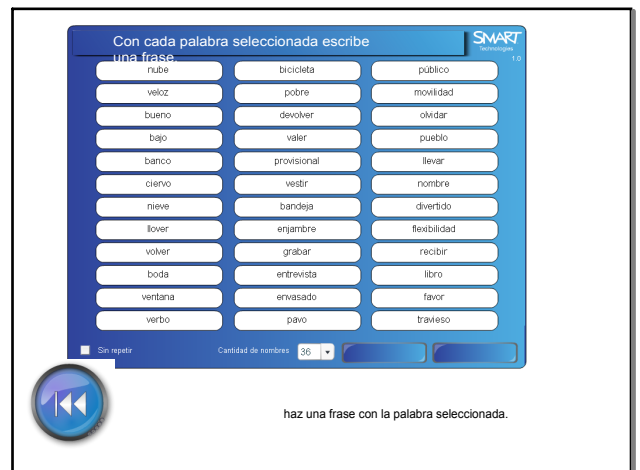 Con cada palabra seleccionada escribe
una frase.
SMART
Technologies
1.0
nube bicicleta público
veloz pobre movilidad
bueno devolver olvidar
bajo valer pueblo
banco provisional llevar
ciervo vestir nombre
nieve bandeja divertido
llover enjambre flexibilidad
volver grabar recibir
boda entrevista libro
ventana envasado favor
verbo pavo travieso
Sin repetir Cantidad de nombres 36
haz una frase con la palabra seleccionada.